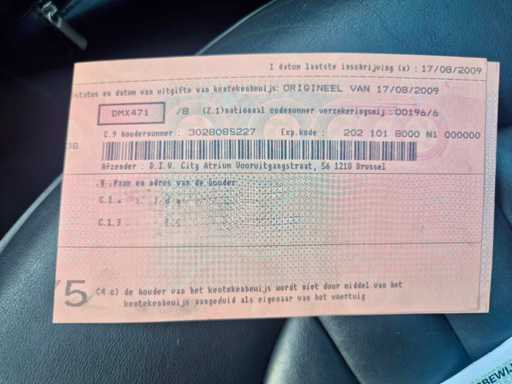 I datum laatste inschrijving (x) : 17/08/2009
status en datum van uitgifte van kentekenbewijs: ORIGINEEL VAN 17/08/2009
DMX471 /B (Z.1)nationaal codenummer verzekeringsmij :00196/6
C.9 houdernummer : 3028085227 Exp.kode : 202 101 8000 N1 000000
Afzender : D.I.V. City Atrium Vooruitgangstraat, 56 1210 Brussel
Naam en adres van de houder
C.1.
C.1.3
/5 C4 c) de houder van het kentekenbewijs wordt niet door middel van het
kentekenbewijs aangeduid als eigenaar van het voertuig
BEWIJ